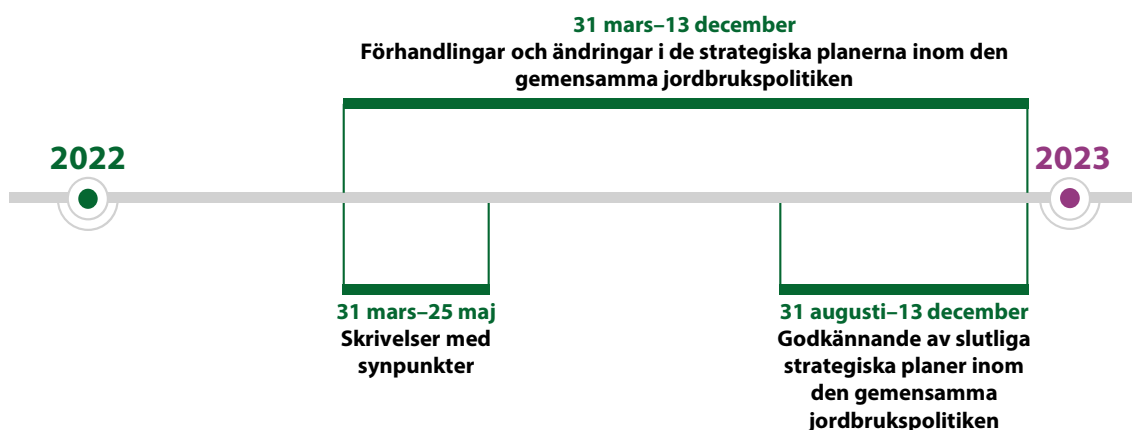 31 mars–13 december
Förhandlingar och ändringar i de strategiska planerna inom den
gemensamma jordbrukspolitiken
2022
2023
31 mars–25 maj
Skrivelser med
synpunkter
31 augusti–13 december
Godkännande av slutliga
strategiska planer inom
den gemensamma
jordbrukspolitiken